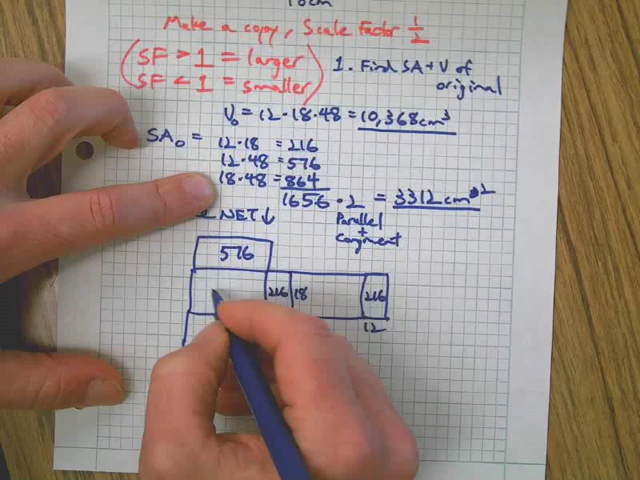 18cm
Make a copy, Scale Factor 1/2
(SF > 1 = larger
SF < 1 = smaller)
1. Find SA + V of
original
V₀ = 12 · 18 · 48 = 10,368 cm³
SA₀ = 12 · 18 = 216
12 · 48 = 576
18 · 48 = 864
1656 · 2 = 3312 cm²
NET ↓
Parallel
+
Congruent
576
216 18 216
12